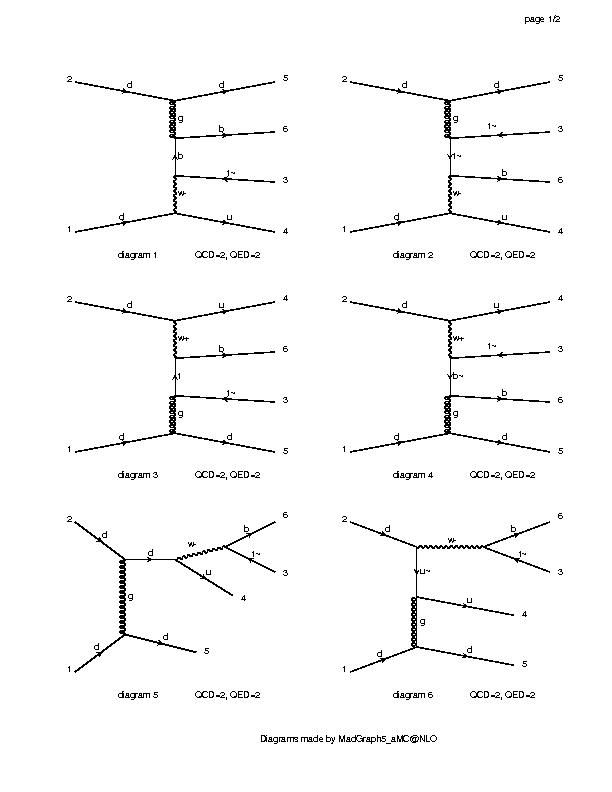 page 1/2
2 d d 5
g
b 6
b
t~ 3
w-
1 d u 4
diagram 1 QCD=2, QED=2
2 d d 5
g
t~ 3
t~
b 6
w-
1 d u 4
diagram 2 QCD=2, QED=2
2 d u 4
w+
b 6
t
t~ 3
g
1 d d 5
diagram 3 QCD=2, QED=2
2 d u 4
w+
t~ 3
b~
b 6
g
1 d d 5
diagram 4 QCD=2, QED=2
2 d b 6
w-
d t~ 3
u 4
g
d 5
1 d
diagram 5 QCD=2, QED=2
2 d b 6
w-
t~ 3
u~
u 4
g
d d 5
1
diagram 6 QCD=2, QED=2
Diagrams made by MadGraph5_aMC@NLO